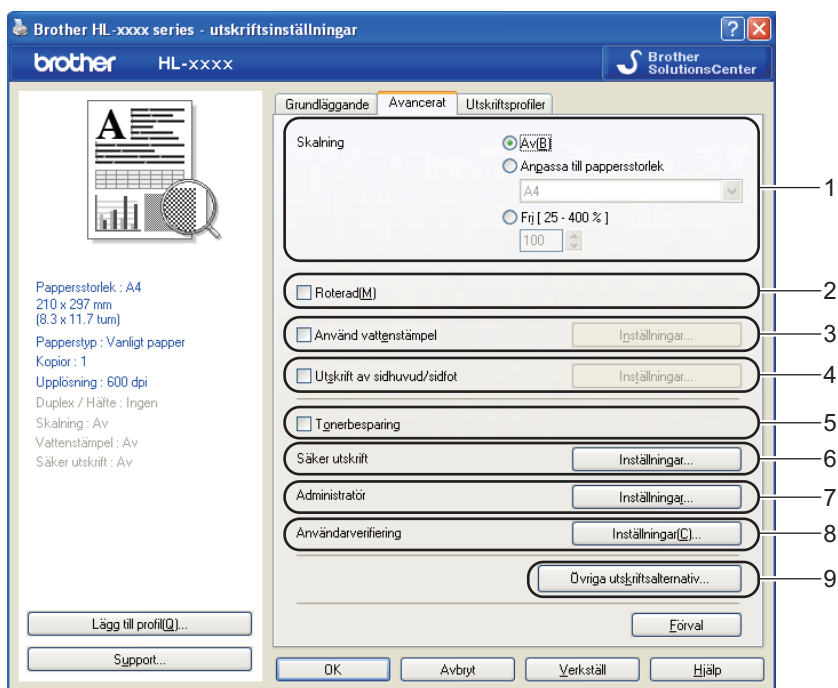 Brother HL-xxxx series - utskriftsinställningar
brother HL-xxxx
Brother
SolutionsCenter
Grundläggande Avancerat Utskriftsprofiler
A
Skalning
Av(B)
Anpassa till pappersstorlek
A4
Fri [ 25 - 400 % ]
100
1
Roterad(M)
2
Använd vattenstämpel Inställningar...
3
Utskrift av sidhuvud/sidfot Inställningar...
4
Tonerbesparing
5
Säker utskrift Inställningar...
6
Administratör Inställningar...
7
Användarverifiering Inställningar(C)...
8
Övriga utskriftsalternativ...
9
Förval
Pappersstorlek : A4
210 x 297 mm
(8.3 x 11.7 tum)
Papperstyp : Vanligt papper
Kopior : 1
Upplösning : 600 dpi
Duplex / Häfte : Ingen
Skalning : Av
Vattenstämpel : Av
Säker utskrift : Av
Lägg till profil(Q)...
Support...
OK Avbryt Verkställ Hjälp